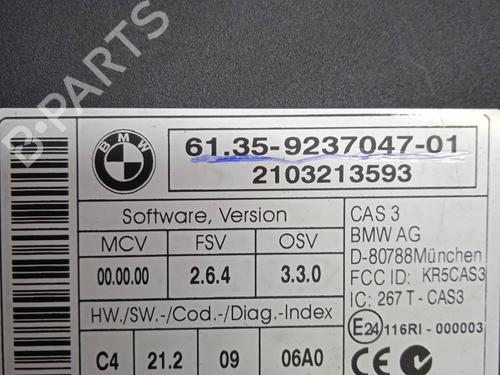 B-PARTS
BMW
61.35-9237047-01
2103213593
Software, Version
MCV FSV OSV
00.00.00 2.6.4 3.3.0
HW./SW.-/Cod.-/Diag.-Index
C4 21.2 09 06A0
CAS 3
BMW AG
D-80788München
FCC ID: KR5CAS3
IC: 267 T - CAS3
E24 116RI - 000003
CE